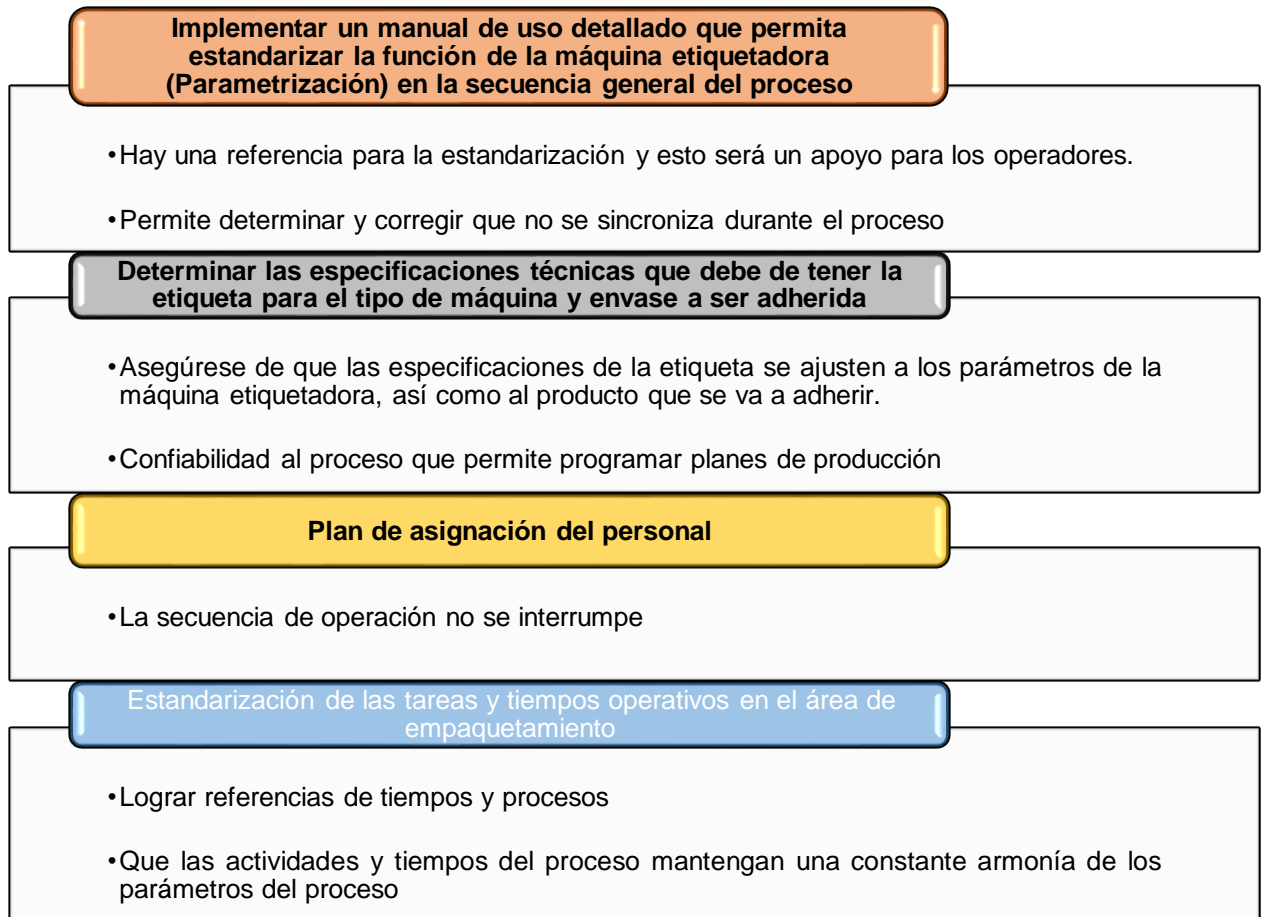 Implementar un manual de uso detallado que permita
estandarizar la función de la máquina etiquetadora
(Parametrización) en la secuencia general del proceso
•Hay una referencia para la estandarización y esto será un apoyo para los operadores.
•Permite determinar y corregir que no se sincroniza durante el proceso
Determinar las especificaciones técnicas que debe de tener la
etiqueta para el tipo de máquina y envase a ser adherida
•Asegúrese de que las especificaciones de la etiqueta se ajusten a los parámetros de la
máquina etiquetadora, así como al producto que se va a adherir.
•Confiabilidad al proceso que permite programar planes de producción
Plan de asignación del personal
•La secuencia de operación no se interrumpe
Estandarización de las tareas y tiempos operativos en el área de
empaquetamiento
•Lograr referencias de tiempos y procesos
•Que las actividades y tiempos del proceso mantengan una constante armonía de los
parámetros del proceso